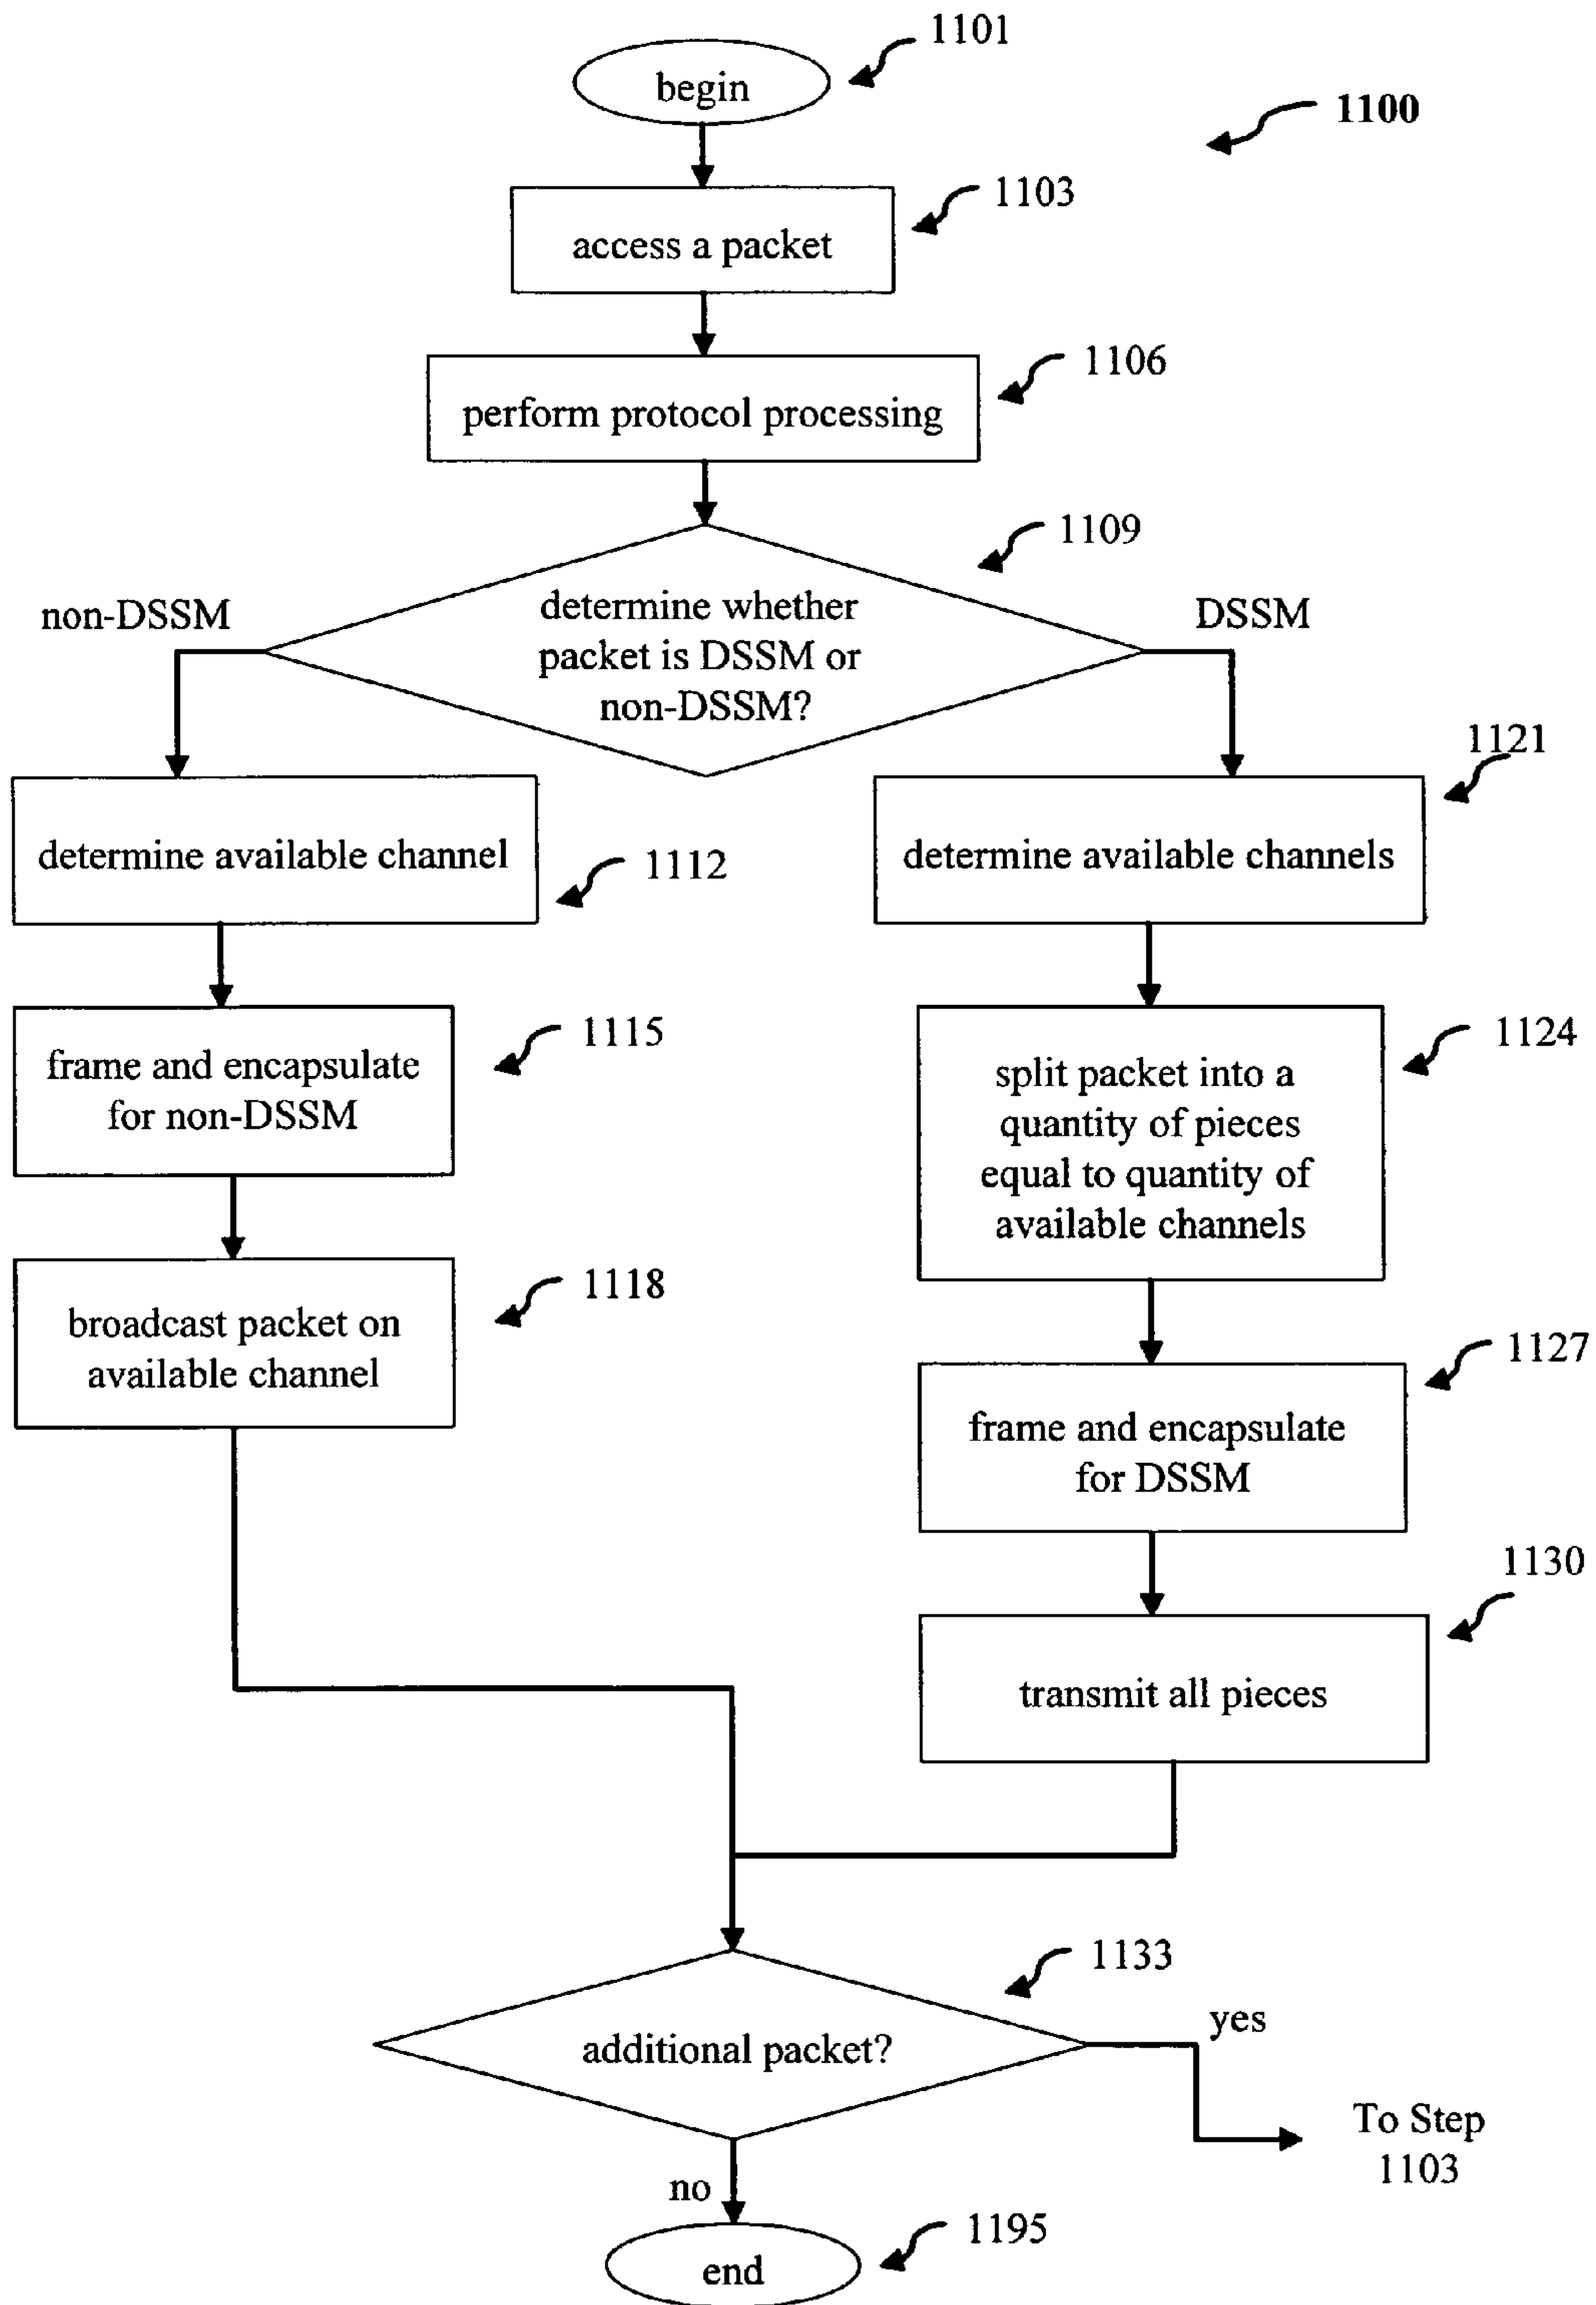 1101
begin
1100
1103
access a packet
1106
perform protocol processing
1109
non-DSSM
DSSM
determine whether
packet is DSSM or
non-DSSM?
1121
determine available channel
1112
determine available channels
1115
frame and encapsulate
for non-DSSM
1124
split packet into a
quantity of pieces
equal to quantity of
available channels
1118
broadcast packet on
available channel
1127
frame and encapsulate
for DSSM
1130
transmit all pieces
1133
additional packet?
yes
To Step
1103
no
1195
end